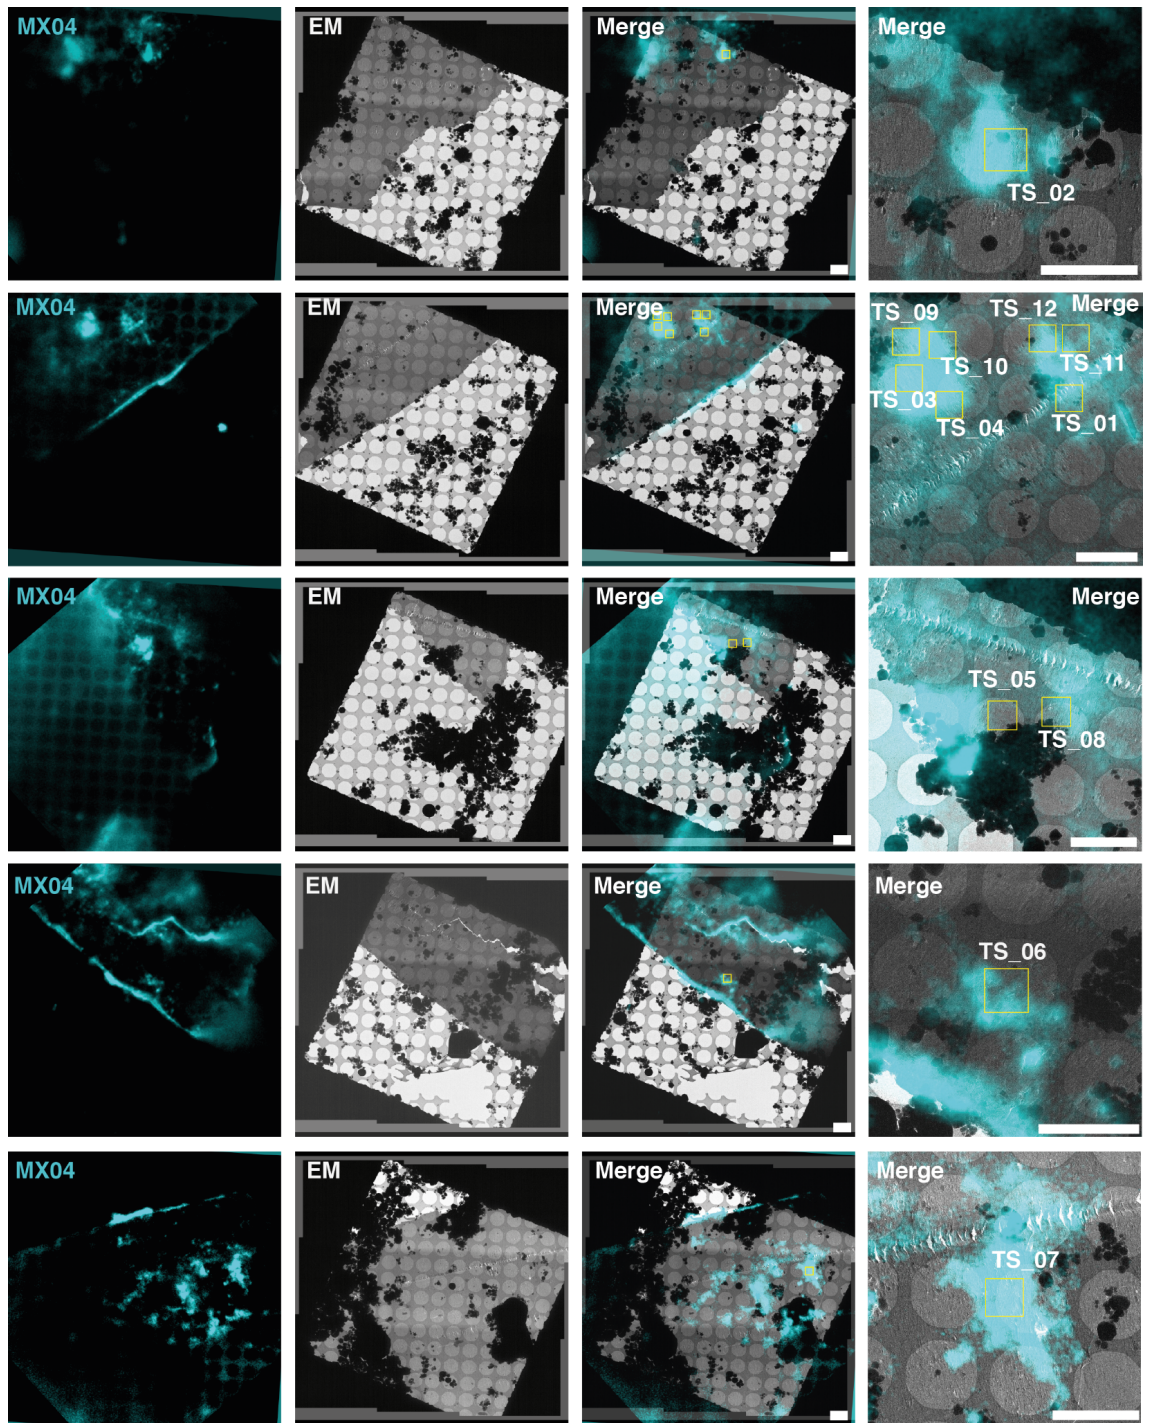 MX04 EM Merge Merge
TS_02
MX04 EM Merge Merge
TS_09 TS_12
TS_10 TS_11
TS_03 TS_01
TS_04
MX04 EM Merge Merge
TS_05
TS_08
MX04 EM Merge Merge
TS_06
MX04 EM Merge Merge
TS_07